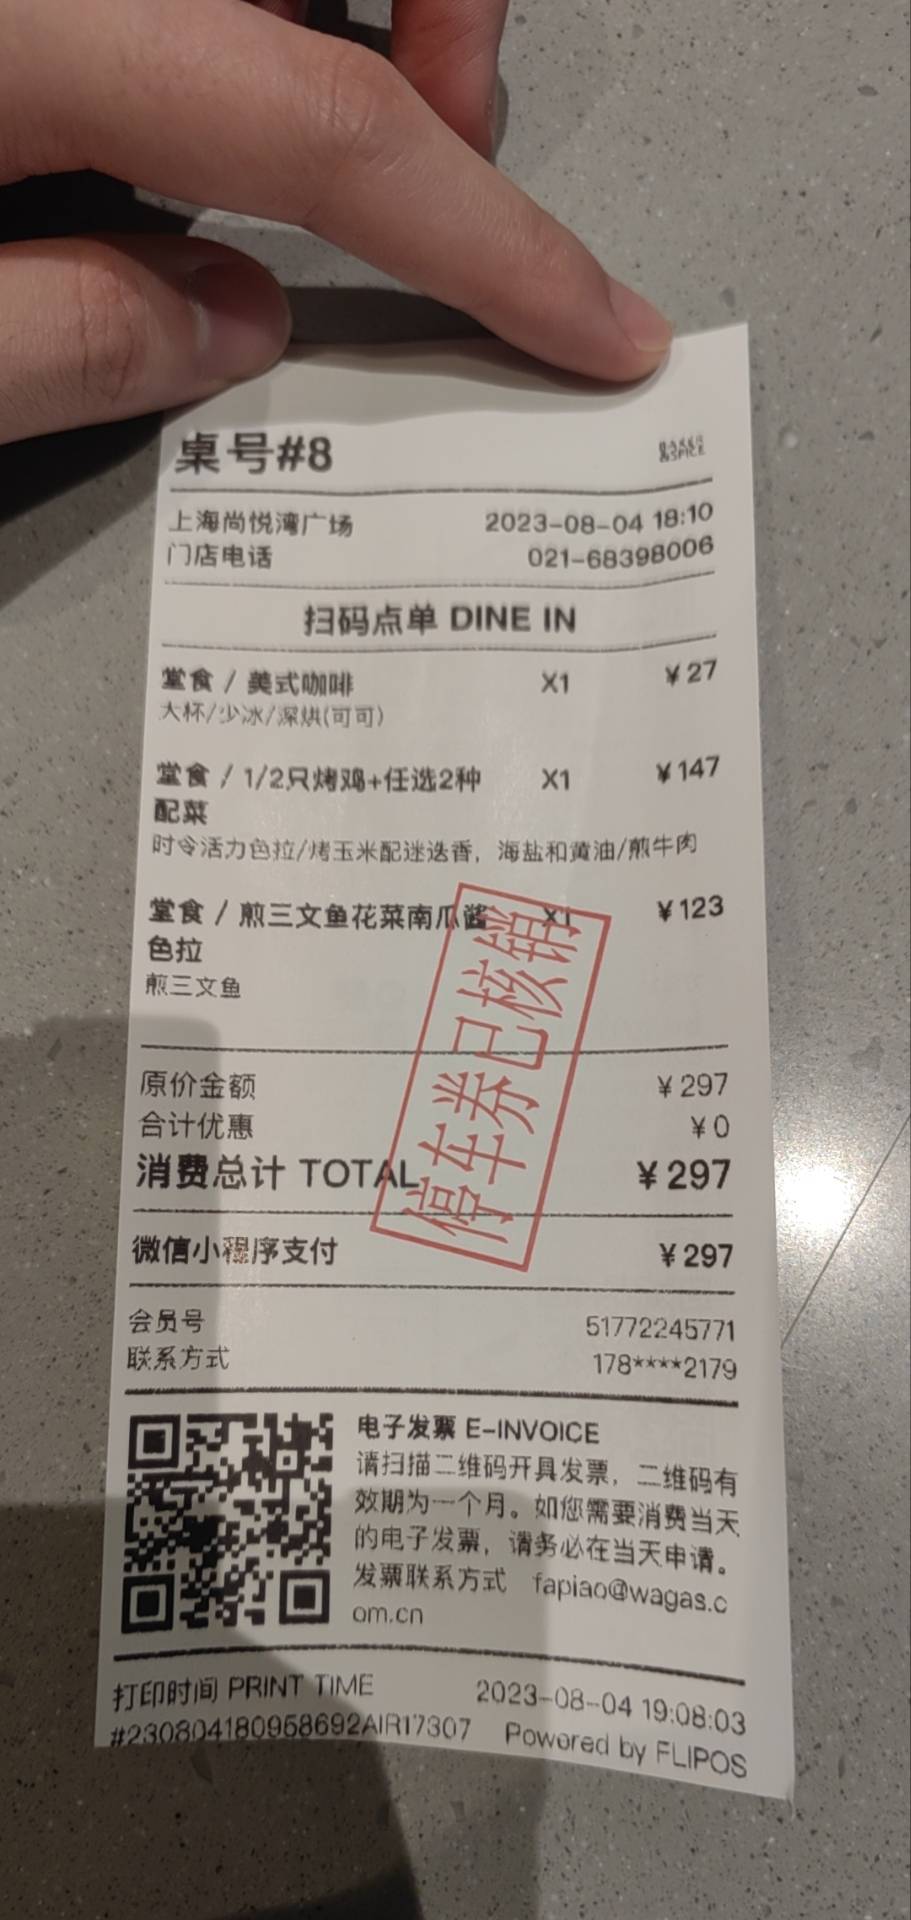 桌号#8
BAKER
&SPICE
上海尚悦湾广场 2023-08-04 18:10
门店电话 021-68398006
扫码点单 DINE IN
堂食 / 美式咖啡 X1 ¥27
大杯/少冰/深烘(可可)
堂食 / 1/2只烤鸡+任选2种 X1 ¥147
配菜
时令活力色拉/烤玉米配迷迭香，海盐和黄油/煎牛肉
堂食 / 煎三文鱼花菜南瓜酱 X1 ¥123
色拉
煎三文鱼
停车券已核销
原价金额 ¥297
合计优惠 ¥0
消费总计 TOTAL ¥297
微信小程序支付 ¥297
会员号 51772245771
联系方式 178****2179
电子发票 E-INVOICE
请扫描二维码开具发票，二维码有
效期为一个月。如您需要消费当天
的电子发票，请务必在当天申请。
发票联系方式 fapiao@wagas.c
om.cn
打印时间 PRINT TIME 2023-08-04 19:08:03
#230804180958692AIR17307 Powered by FLIPOS